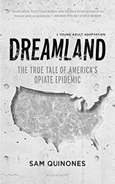 A YOUNG ADULT ADAPTATION
DREAMLAND
THE TRUE TALE OF AMERICA'S
OPIATE EPIDEMIC
SAM QUINONES